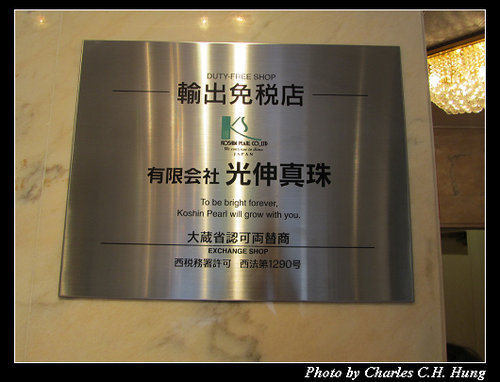 DUTY-FREE SHOP
輸出免税店
KS
KOSHIN PEARL CO.,LTD
JAPAN
有限会社 光伸真珠
To be bright forever,
Koshin Pearl will grow with you.
大蔵省認可両替商
EXCHANGE SHOP
西税務署許可 西法第1290号
Photo by Charles C.H. Hung